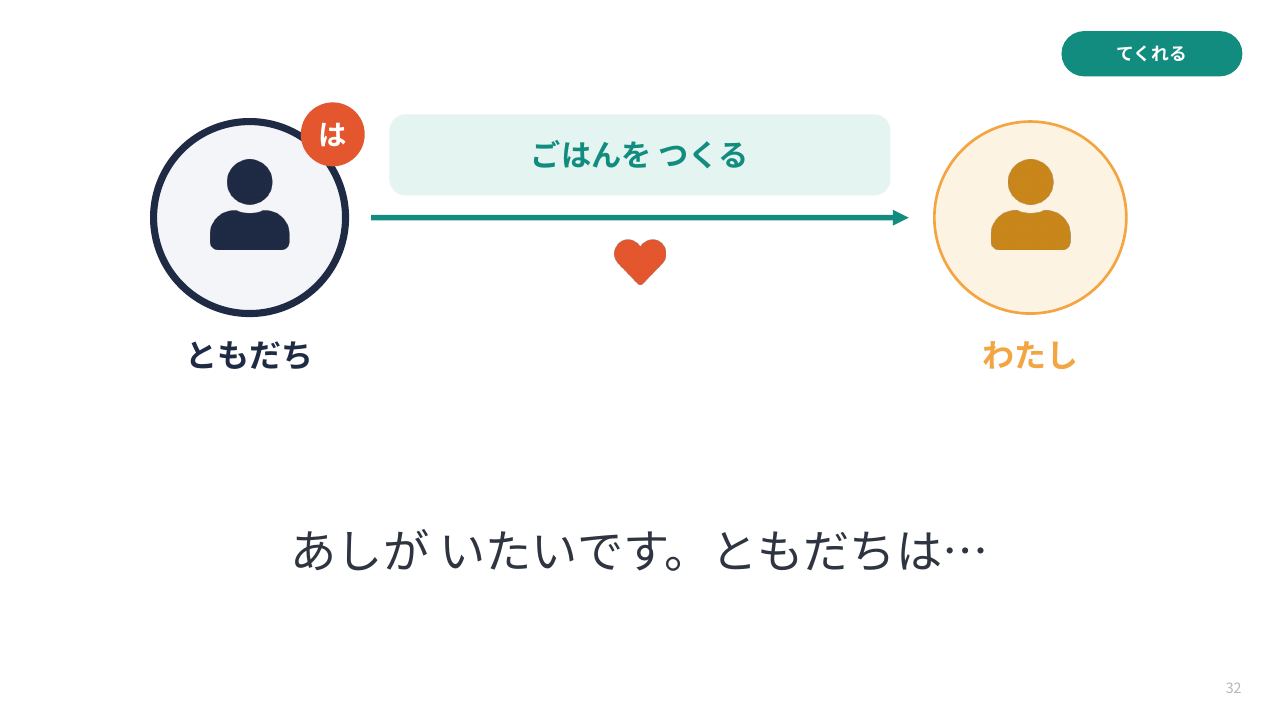 てくれる
は
ごはんを つくる
ともだち
わたし
あしが いたいです。ともだちは…
32